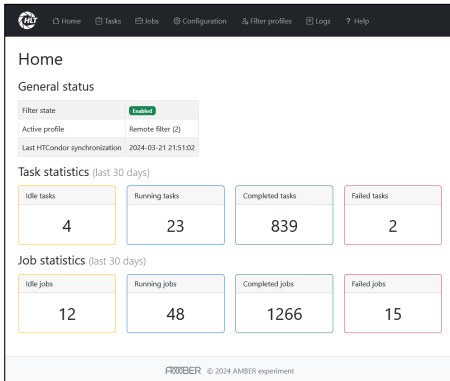 HLT Home Tasks Jobs Configuration Filter profiles Logs ? Help
Home
General status
Filter state Enabled
Active profile Remote filter (2)
Last HTCondor synchronization 2024-03-21 21:51:02
Task statistics (last 30 days)
Idle tasks Running tasks Completed tasks Failed tasks
4 23 839 2
Job statistics (last 30 days)
Idle jobs Running jobs Completed jobs Failed jobs
12 48 1266 15
AMBER © 2024 AMBER experiment